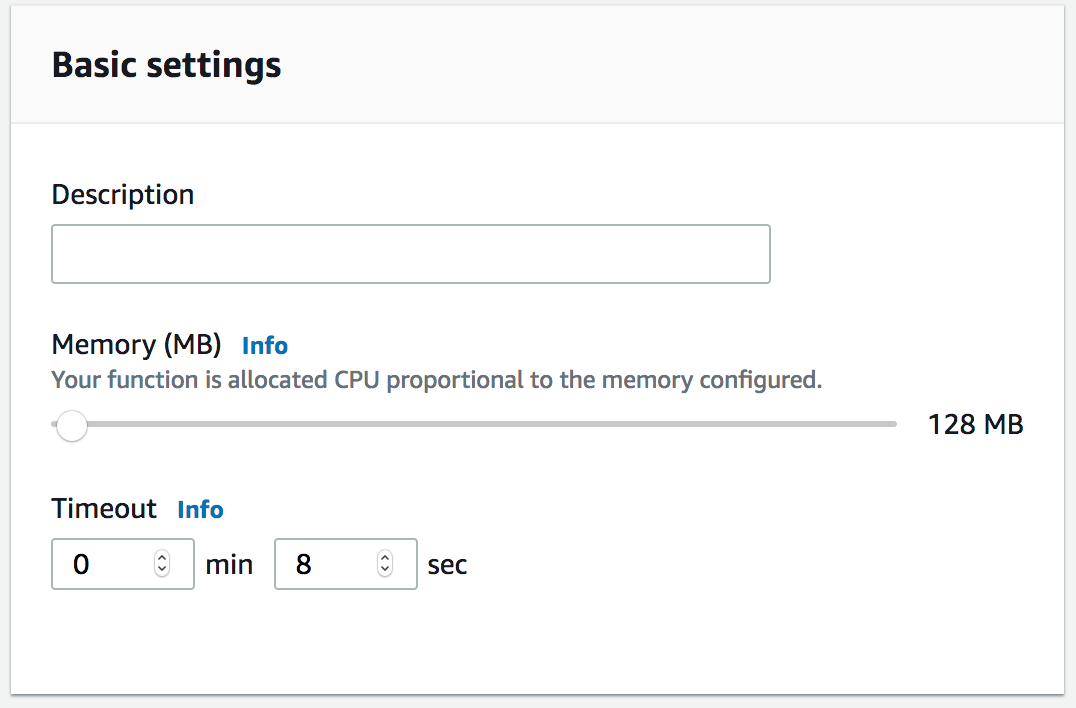 Basic settings
Description
Memory (MB) Info
Your function is allocated CPU proportional to the memory configured.
128 MB
Timeout Info
0 min 8 sec